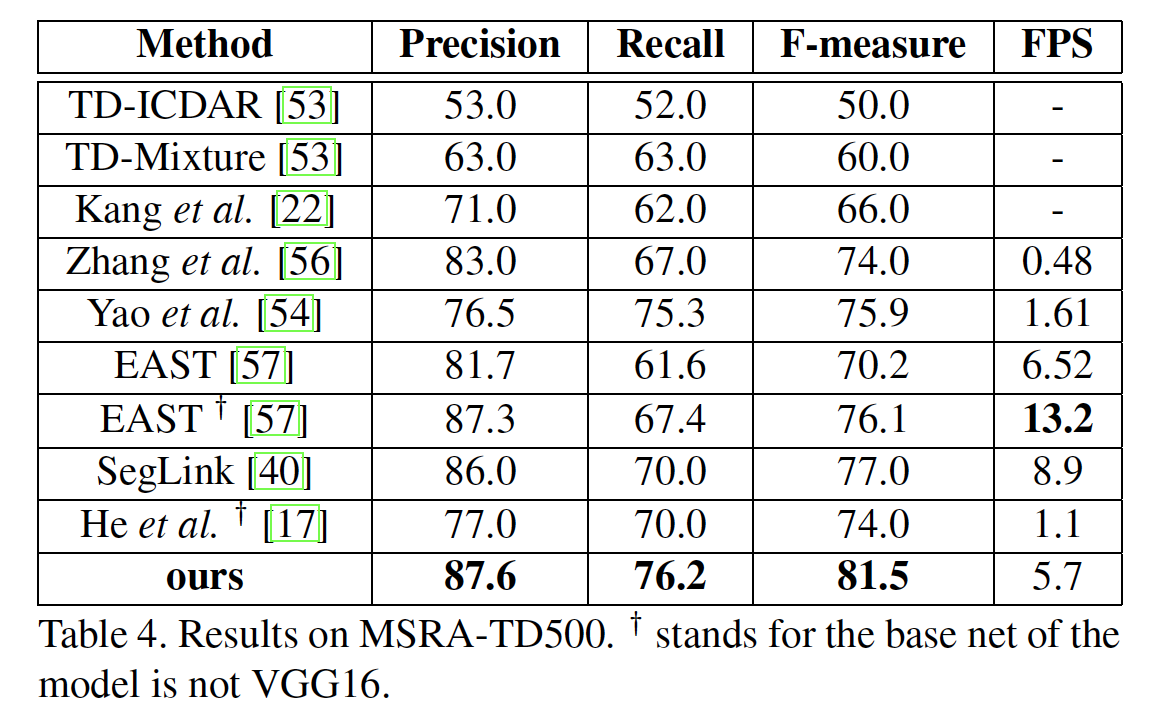 Method Precision Recall F-measure FPS
TD-ICDAR [53] 53.0 52.0 50.0 -
TD-Mixture [53] 63.0 63.0 60.0 -
Kang et al. [22] 71.0 62.0 66.0 -
Zhang et al. [56] 83.0 67.0 74.0 0.48
Yao et al. [54] 76.5 75.3 75.9 1.61
EAST [57] 81.7 61.6 70.2 6.52
EAST † [57] 87.3 67.4 76.1 13.2
SegLink [40] 86.0 70.0 77.0 8.9
He et al. † [17] 77.0 70.0 74.0 1.1
ours 87.6 76.2 81.5 5.7
Table 4. Results on MSRA-TD500. † stands for the base net of the
model is not VGG16.